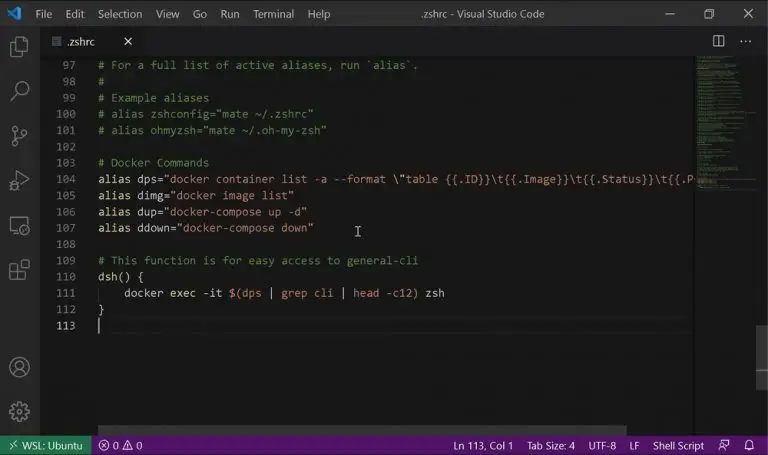 File Edit Selection View Go Run Terminal Help .zshrc - Visual Studio Code
.zshrc
97 # For a full list of active aliases, run `alias`.
98 #
99 # Example aliases
100 # alias zshconfig="mate ~/.zshrc"
101 # alias ohmyzsh="mate ~/.oh-my-zsh"
102
103 # Docker Commands
104 alias dps="docker container list -a --format \"table {{.ID}}\t{{.Image}}\t{{.Status}}\t{{.P
105 alias dimg="docker image list"
106 alias dup="docker-compose up -d"
107 alias ddown="docker-compose down"
108
109 # This function is for easy access to general-cli
110 dsh() {
111 docker exec -it $(dps | grep cli | head -c12) zsh
112 }
113
WSL: Ubuntu 0 0 Ln 113, Col 1 Tab Size: 4 UTF-8 LF Shell Script